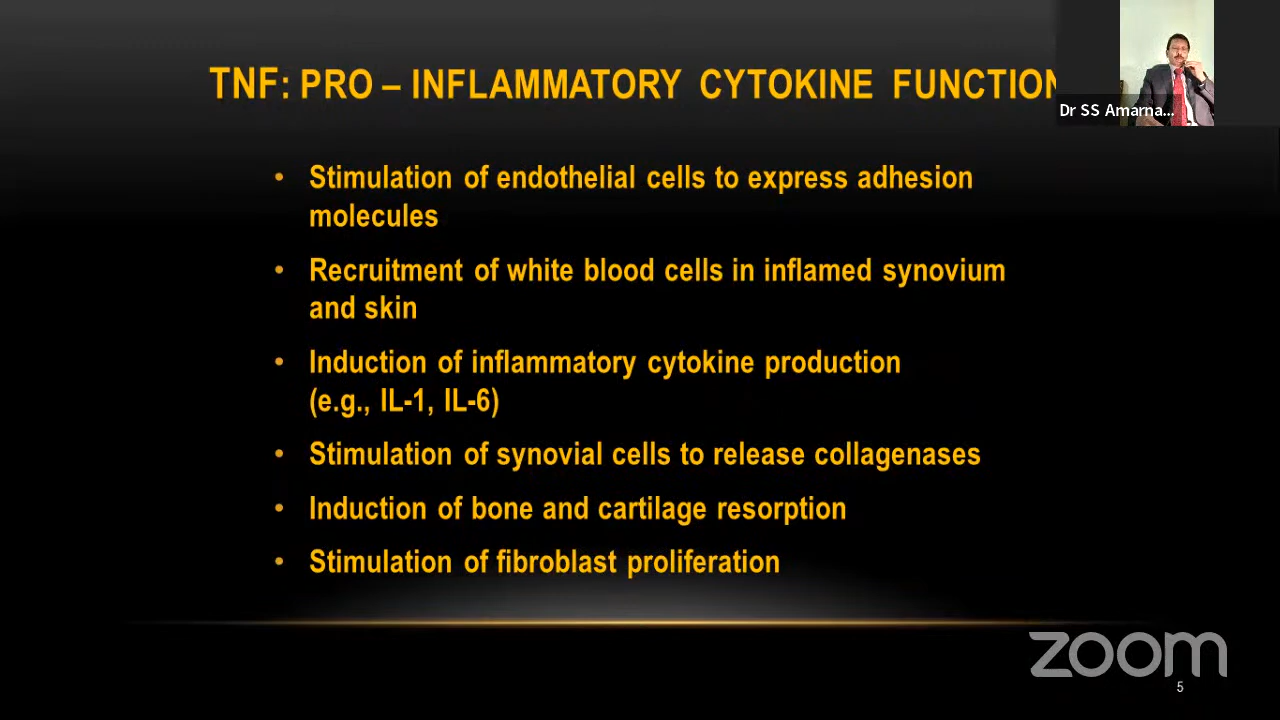 TNF: PRO – INFLAMMATORY CYTOKINE FUNCTION
Dr SS Amarna...
• Stimulation of endothelial cells to express adhesion
molecules
• Recruitment of white blood cells in inflamed synovium
and skin
• Induction of inflammatory cytokine production
(e.g., IL-1, IL-6)
• Stimulation of synovial cells to release collagenases
• Induction of bone and cartilage resorption
• Stimulation of fibroblast proliferation
zoom
5